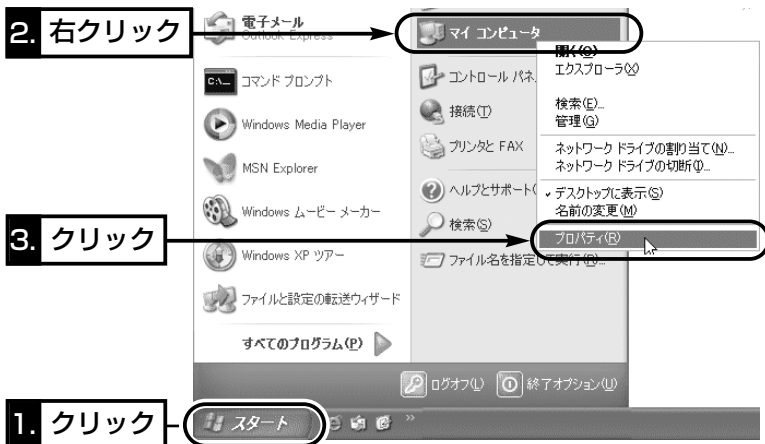 2. 右クリック
3. クリック
1. クリック
電子メール
Outlook Express
コマンド プロンプト
Windows Media Player
MSN Explorer
Windows ムービー メーカー
Windows XP ツアー
ファイルと設定の転送ウィザード
すべてのプログラム(P)
マイ コンピュータ
コントロール パネ
接続(T)
プリンタと FAX
ヘルプとサポート(
検索(S)
ファイル名を指定して実行(R)...
開く(O)
エクスプローラ(X)
検索(E)...
管理(G)
ネットワーク ドライブの割り当て(N)...
ネットワーク ドライブの切断(I)...
デスクトップに表示(S)
名前の変更(M)
プロパティ(R)
ログオフ(L)
終了オプション(U)
スタート